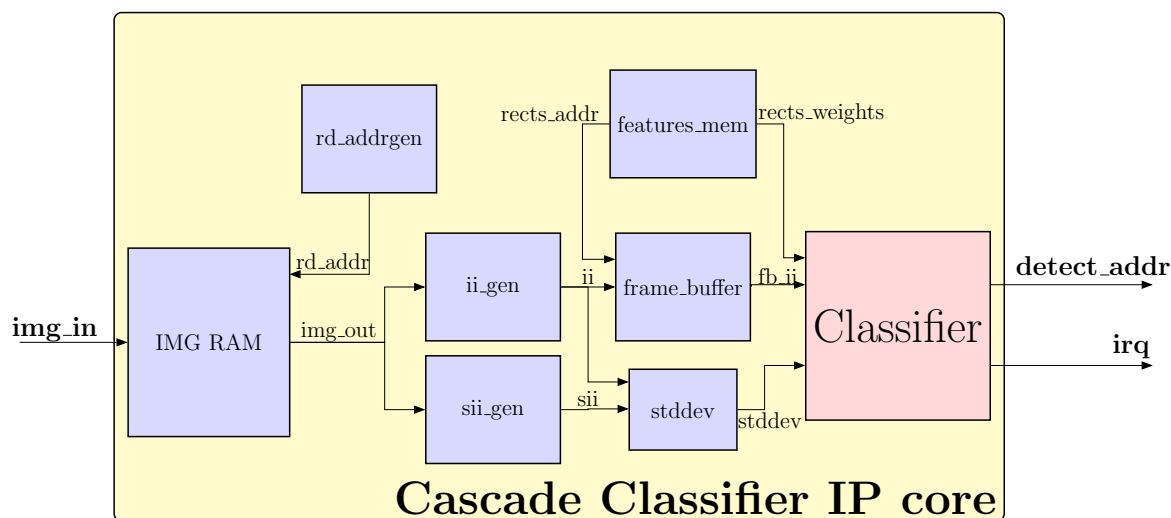 rects_addr
features_mem
rects_weights
rd_addrgen
rd_addr
ii_gen
ii
frame_buffer
fb_ii
detect_addr
img_in
IMG RAM
img_out
Classifier
irq
sii_gen
sii
stddev
stddev
Cascade Classifier IP core